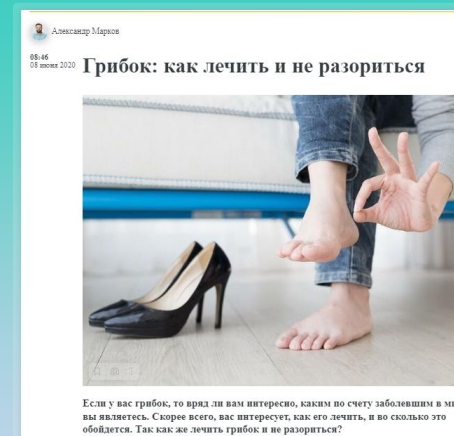 Александр Марков
08:46
08 июня 2020
Грибок: как лечить и не разориться
Если у вас грибок, то вряд ли вам интересно, каким по счету заболевшим в
вы являетесь. Скорее всего, вас интересует, как его лечить, и во сколько это
обойдется. Так как же лечить грибок и не разориться?